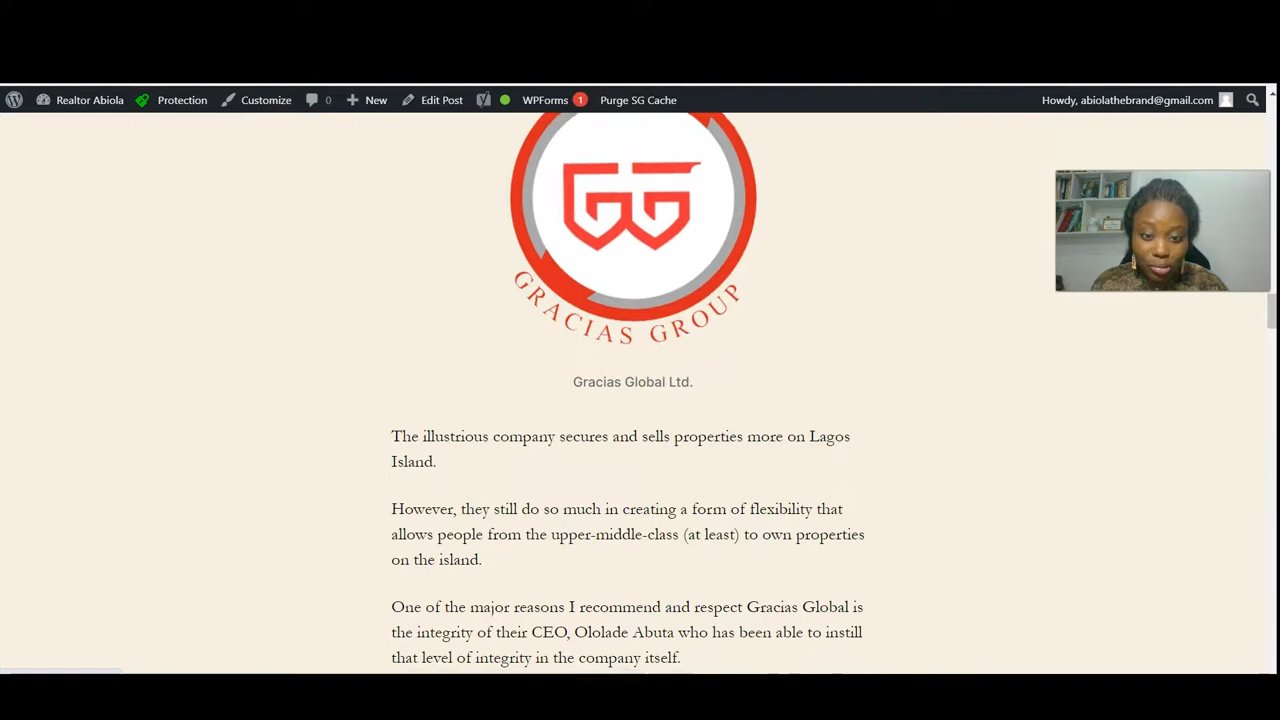 Realtor Abiola Protection Customize 0 New Edit Post WPForms 1 Purge SG Cache Howdy, abiolathebrand@gmail.com
GG
GRACIAS GROUP
Gracias Global Ltd.
The illustrious company secures and sells properties more on Lagos
Island.
However, they still do so much in creating a form of flexibility that
allows people from the upper-middle-class (at least) to own properties
on the island.
One of the major reasons I recommend and respect Gracias Global is
the integrity of their CEO, Ololade Abuta who has been able to instill
that level of integrity in the company itself.